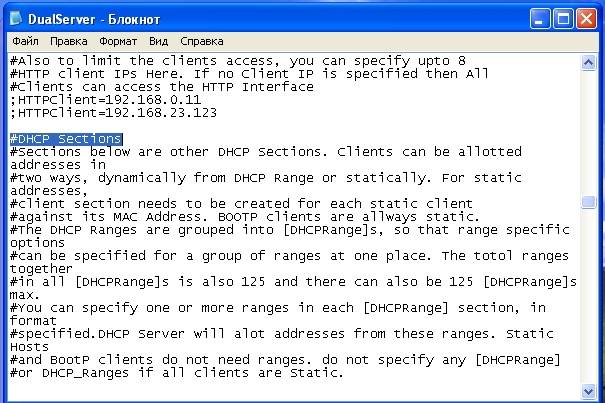 DualServer - Блокнот
Файл Правка Формат Вид Справка
#Also to limit the clients access, you can specify upto 8
#HTTP client IPs Here. If no Client IP is specified then All
#Clients can access the HTTP Interface
;HTTPClient=192.168.0.11
;HTTPClient=192.168.23.123
#DHCP Sections
#Sections below are other DHCP Sections. Clients can be allotted
addresses in
#two ways, dynamically from DHCP Range or statically. For static
addresses,
#client section needs to be created for each static client
#against its MAC Address. BOOTP clients are allways static.
#The DHCP Ranges are grouped into [DHCPRange]s, so that range specific
options
#can be specified for a group of ranges at one place. The totol ranges
together
#in all [DHCPRange]s is also 125 and there can also be 125 [DHCPRange]s
max.
#You can specify one or more ranges in each [DHCPRange] section, in
format
#specified.DHCP Server will alot addresses from these ranges. Static
Hosts
#and BootP clients do not need ranges. do not specify any [DHCPRange]
#or DHCP_Ranges if all clients are Static.